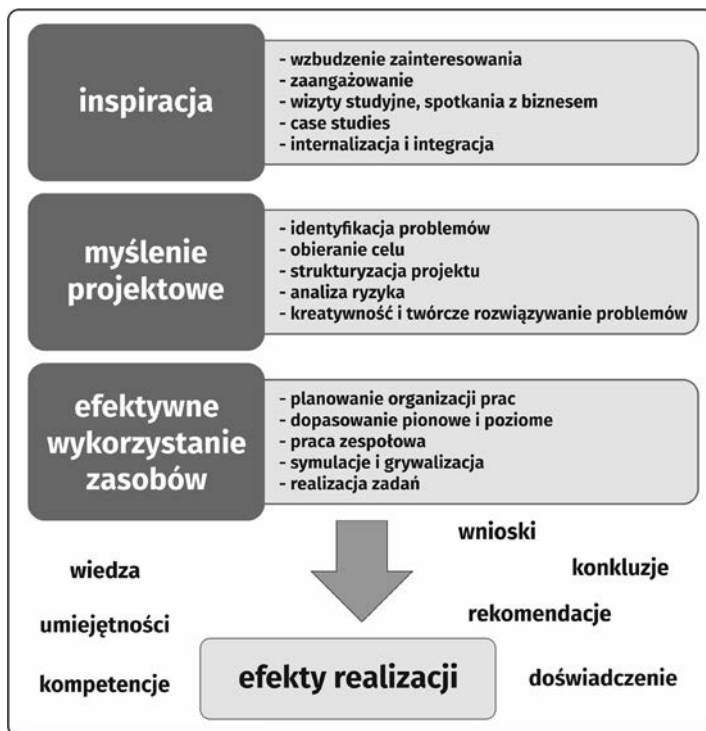 inspiracja
- wzbudzenie zainteresowania
- zaangażowanie
- wizyty studyjne, spotkania z biznesem
- case studies
- internalizacja i integracja
myślenie
projektowe
- identyfikacja problemów
- obieranie celu
- strukturyzacja projektu
- analiza ryzyka
- kreatywność i twórcze rozwiązywanie problemów
efektywne
wykorzystanie
zasobów
- planowanie organizacji prac
- dopasowanie pionowe i poziome
- praca zespołowa
- symulacje i grywalizacja
- realizacja zadań
wiedza
umiejętności
kompetencje
wnioski
konkluzje
rekomendacje
doświadczenie
efekty realizacji